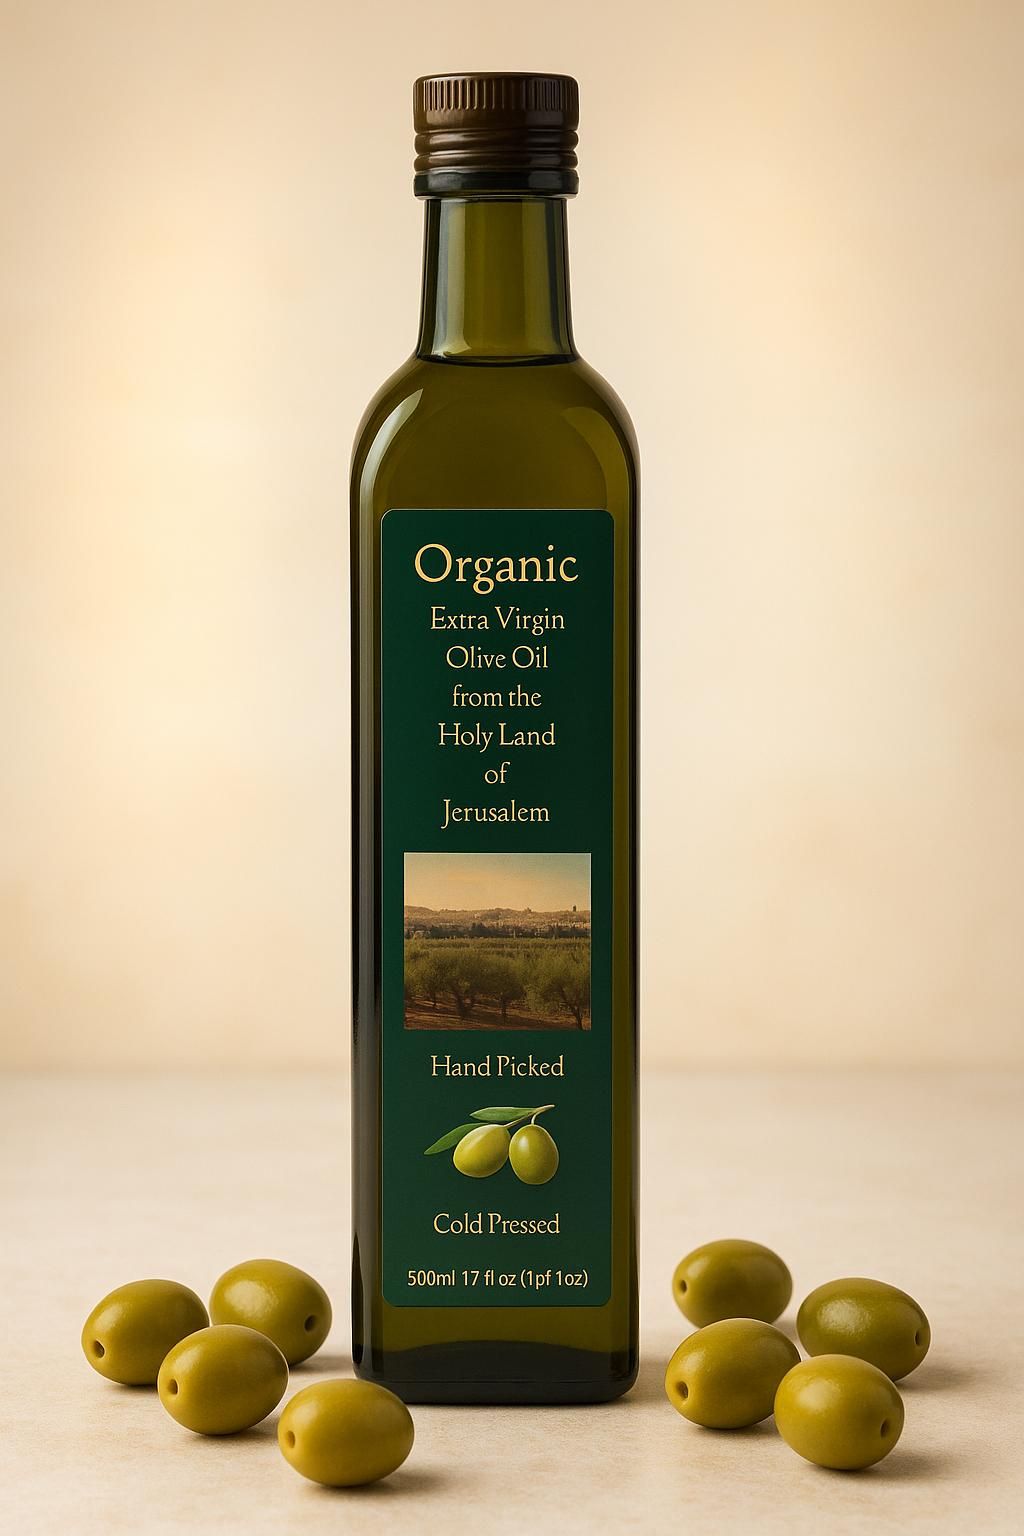 Organic
Extra Virgin
Olive Oil
from the
Holy Land
of
Jerusalem
Hand Picked
Cold Pressed
500ml 17 fl oz (1pf 1oz)